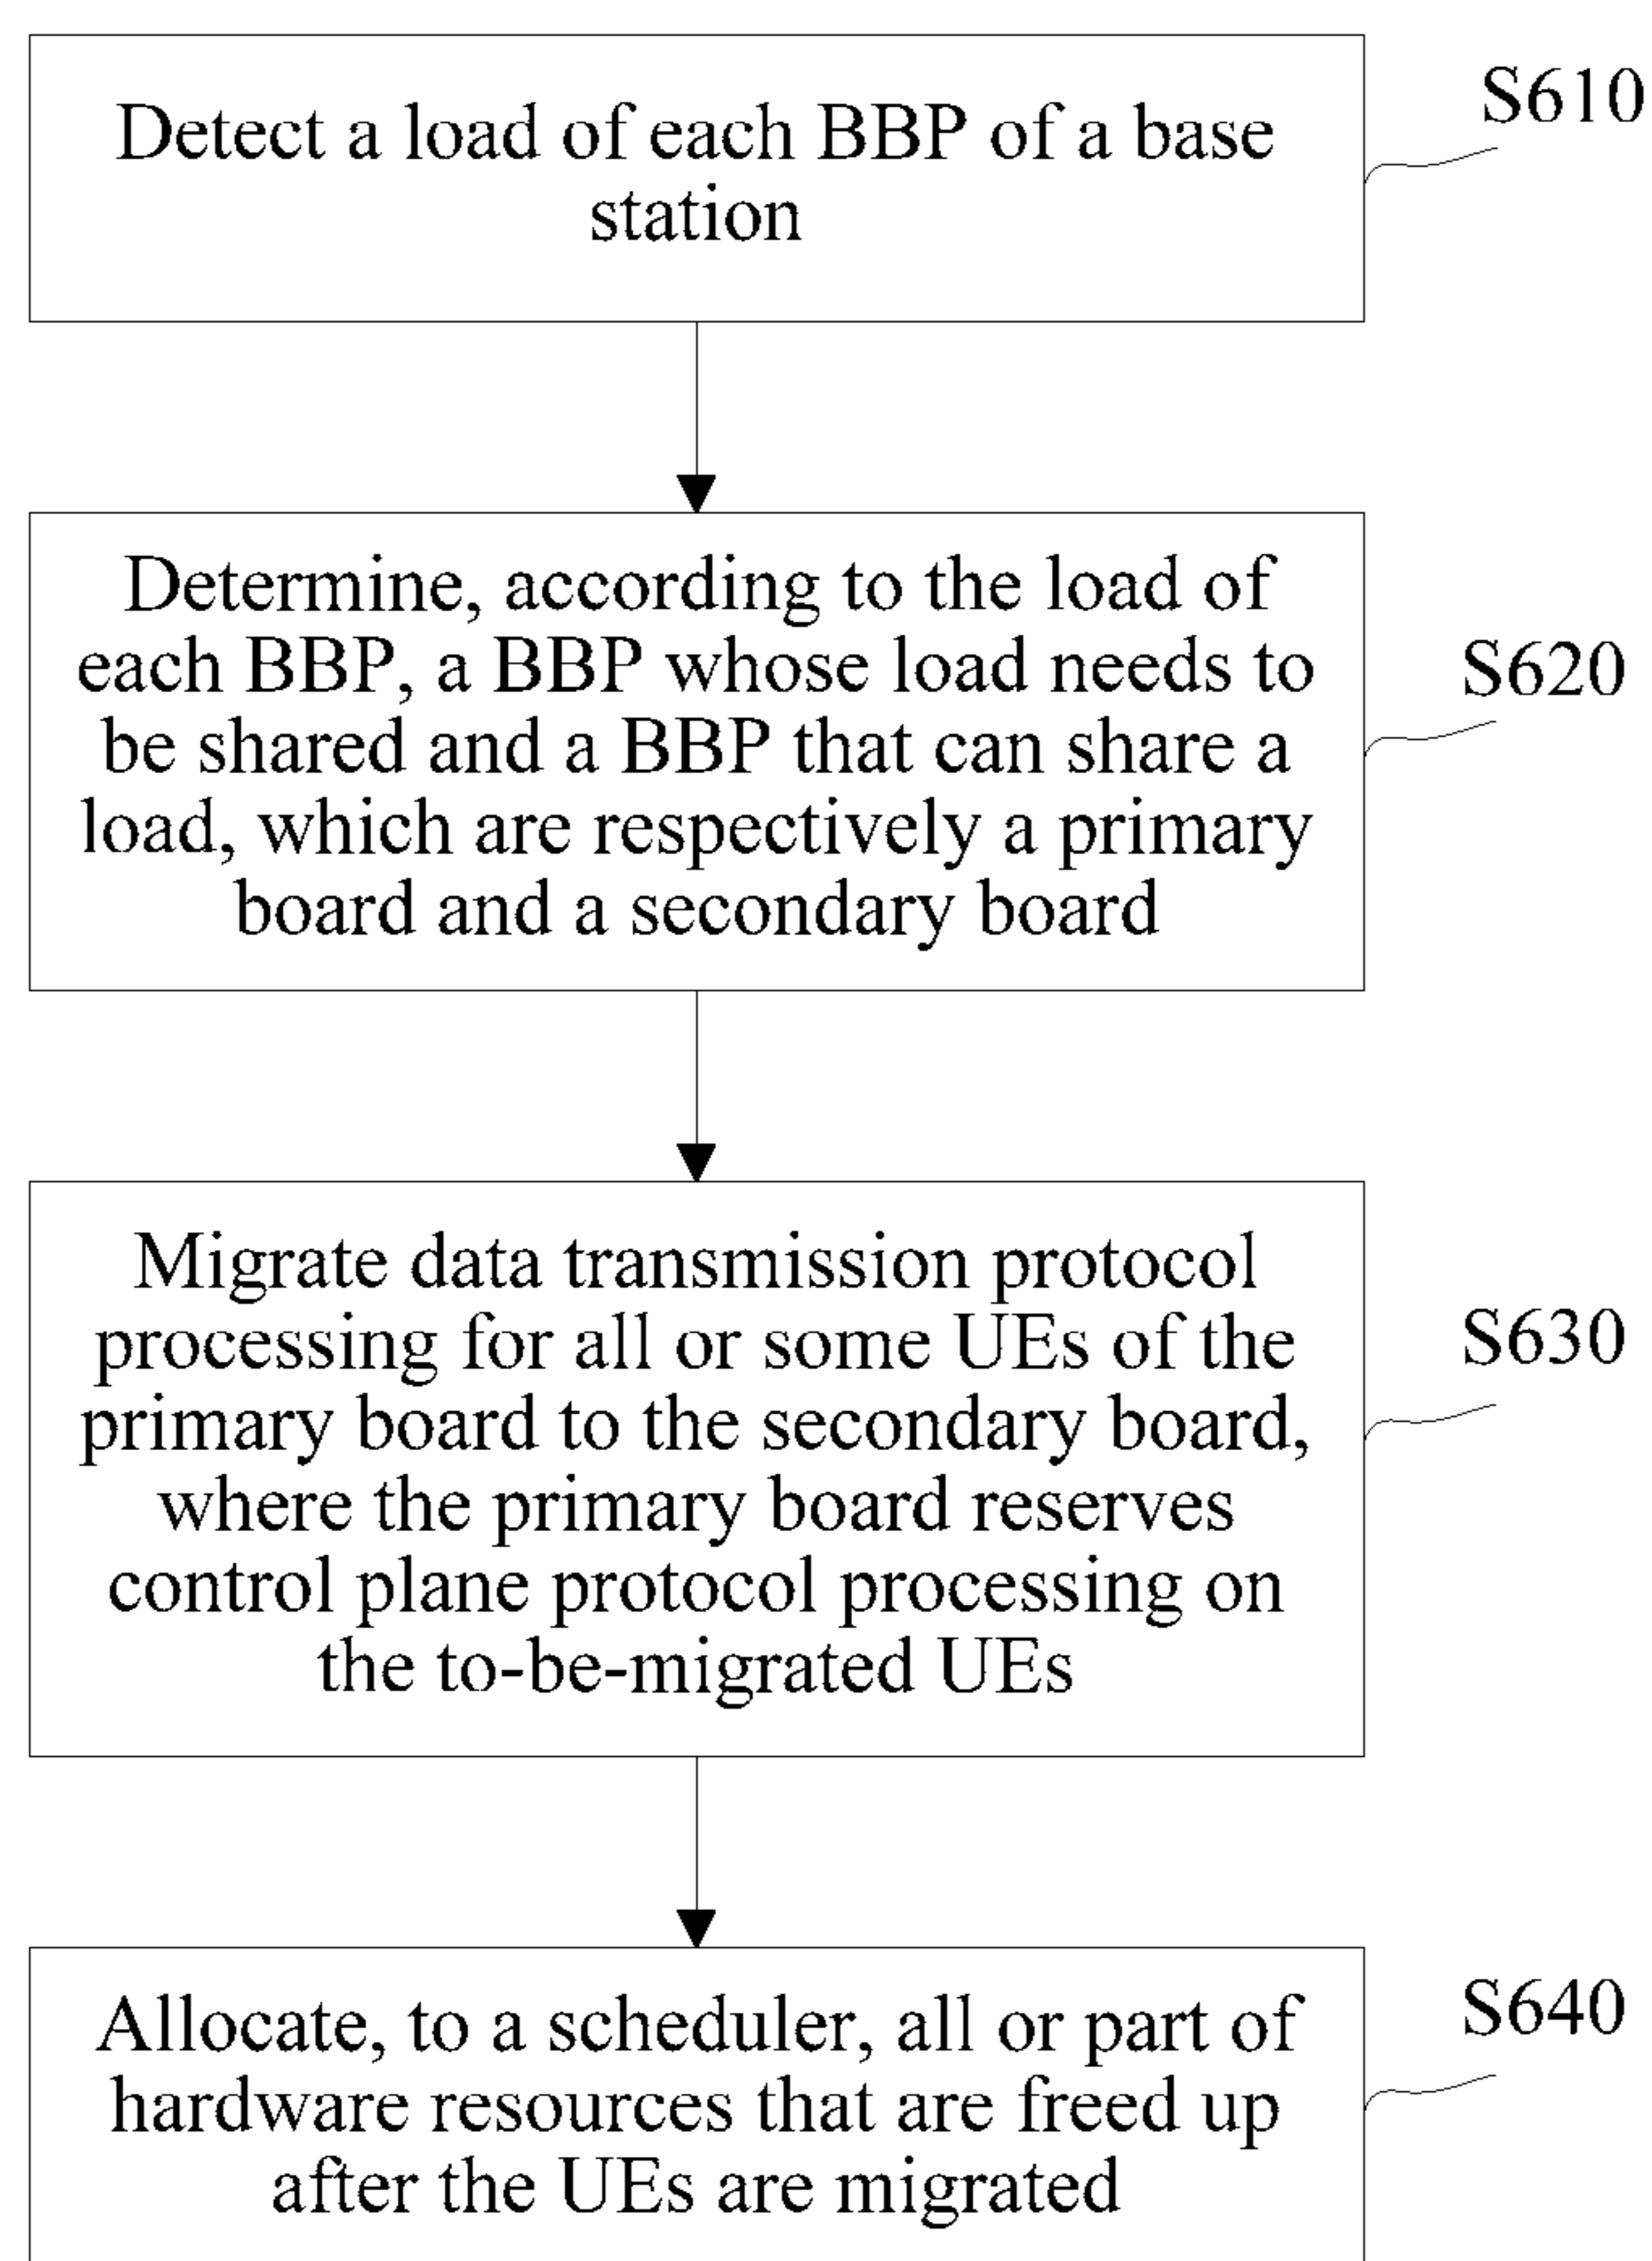 Detect a load of each BBP of a base
station
S610
Determine, according to the load of
each BBP, a BBP whose load needs to
be shared and a BBP that can share a
load, which are respectively a primary
board and a secondary board
S620
Migrate data transmission protocol
processing for all or some UEs of the
primary board to the secondary board,
where the primary board reserves
control plane protocol processing on
the to-be-migrated UEs
S630
Allocate, to a scheduler, all or part of
hardware resources that are freed up
after the UEs are migrated
S640